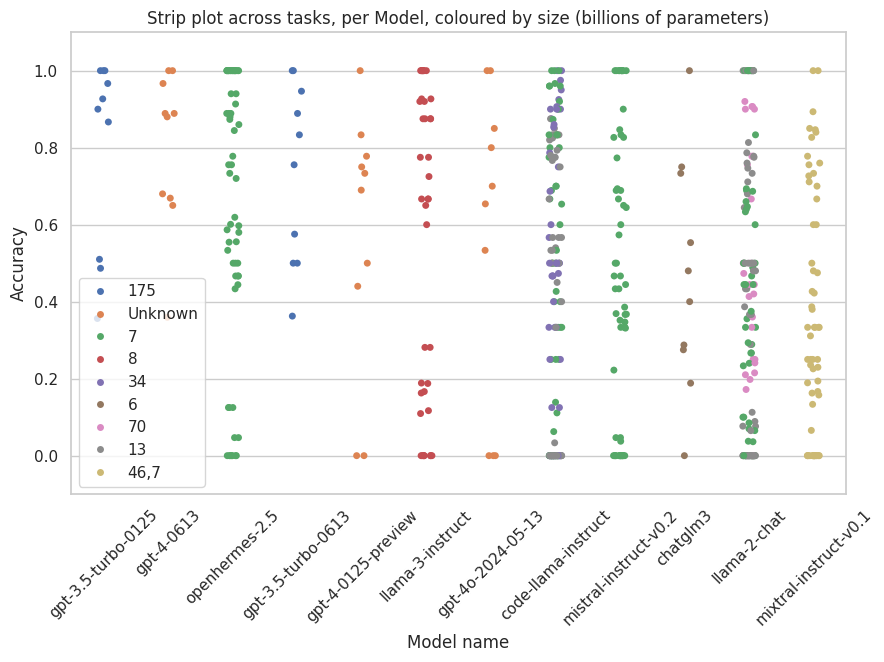 Strip plot across tasks, per Model, coloured by size (billions of parameters)
Accuracy
1.0
0.8
0.6
0.4
0.2
0.0
175
Unknown
7
8
34
6
70
13
46,7
gpt-3.5-turbo-0125
gpt-4-0613
openhermes-2.5
gpt-3.5-turbo-0613
gpt-4-0125-preview
llama-3-instruct
gpt-4o-2024-05-13
code-llama-instruct
mistral-instruct-v0.2
chatglm3
llama-2-chat
mixtral-instruct-v0.1
Model name